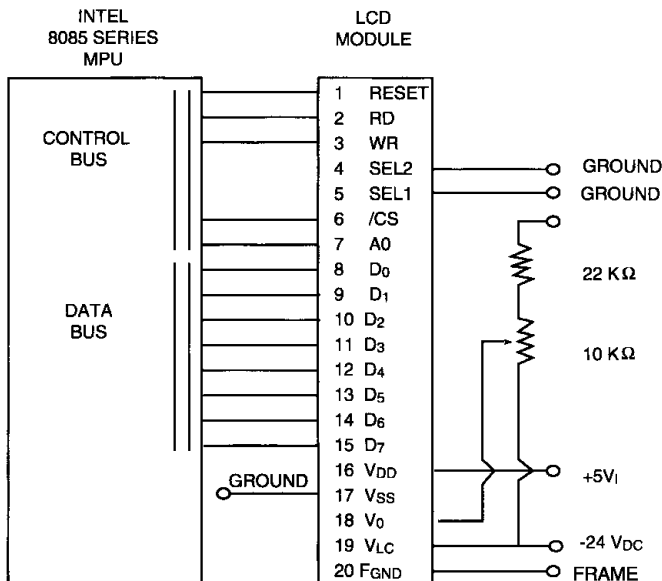 INTEL
8085 SERIES
MPU
LCD
MODULE
CONTROL
BUS
DATA
BUS
GROUND
1 RESET
2 RD
3 WR
4 SEL2
5 SEL1
6 /CS
7 A0
8 D0
9 D1
10 D2
11 D3
12 D4
13 D5
14 D6
15 D7
16 VDD
17 VSS
18 V0
19 VLC
20 FGND
GROUND
GROUND
22 KΩ
10 KΩ
+5VI
-24 VDC
FRAME